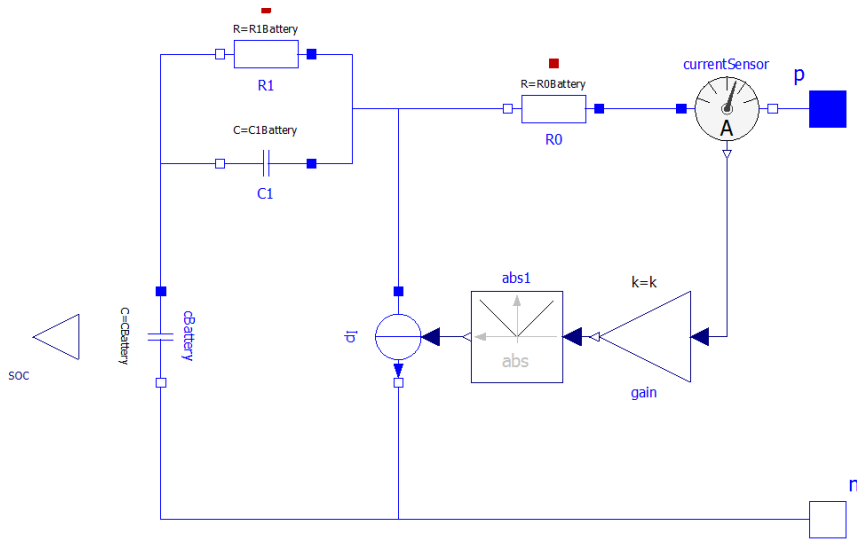 R=R1Battery
R1
C=C1Battery
C1
R=R0Battery
R0
currentSensor
A
p
soc
C=CBattery
cBattery
Ip
abs1
abs
k=k
gain
n